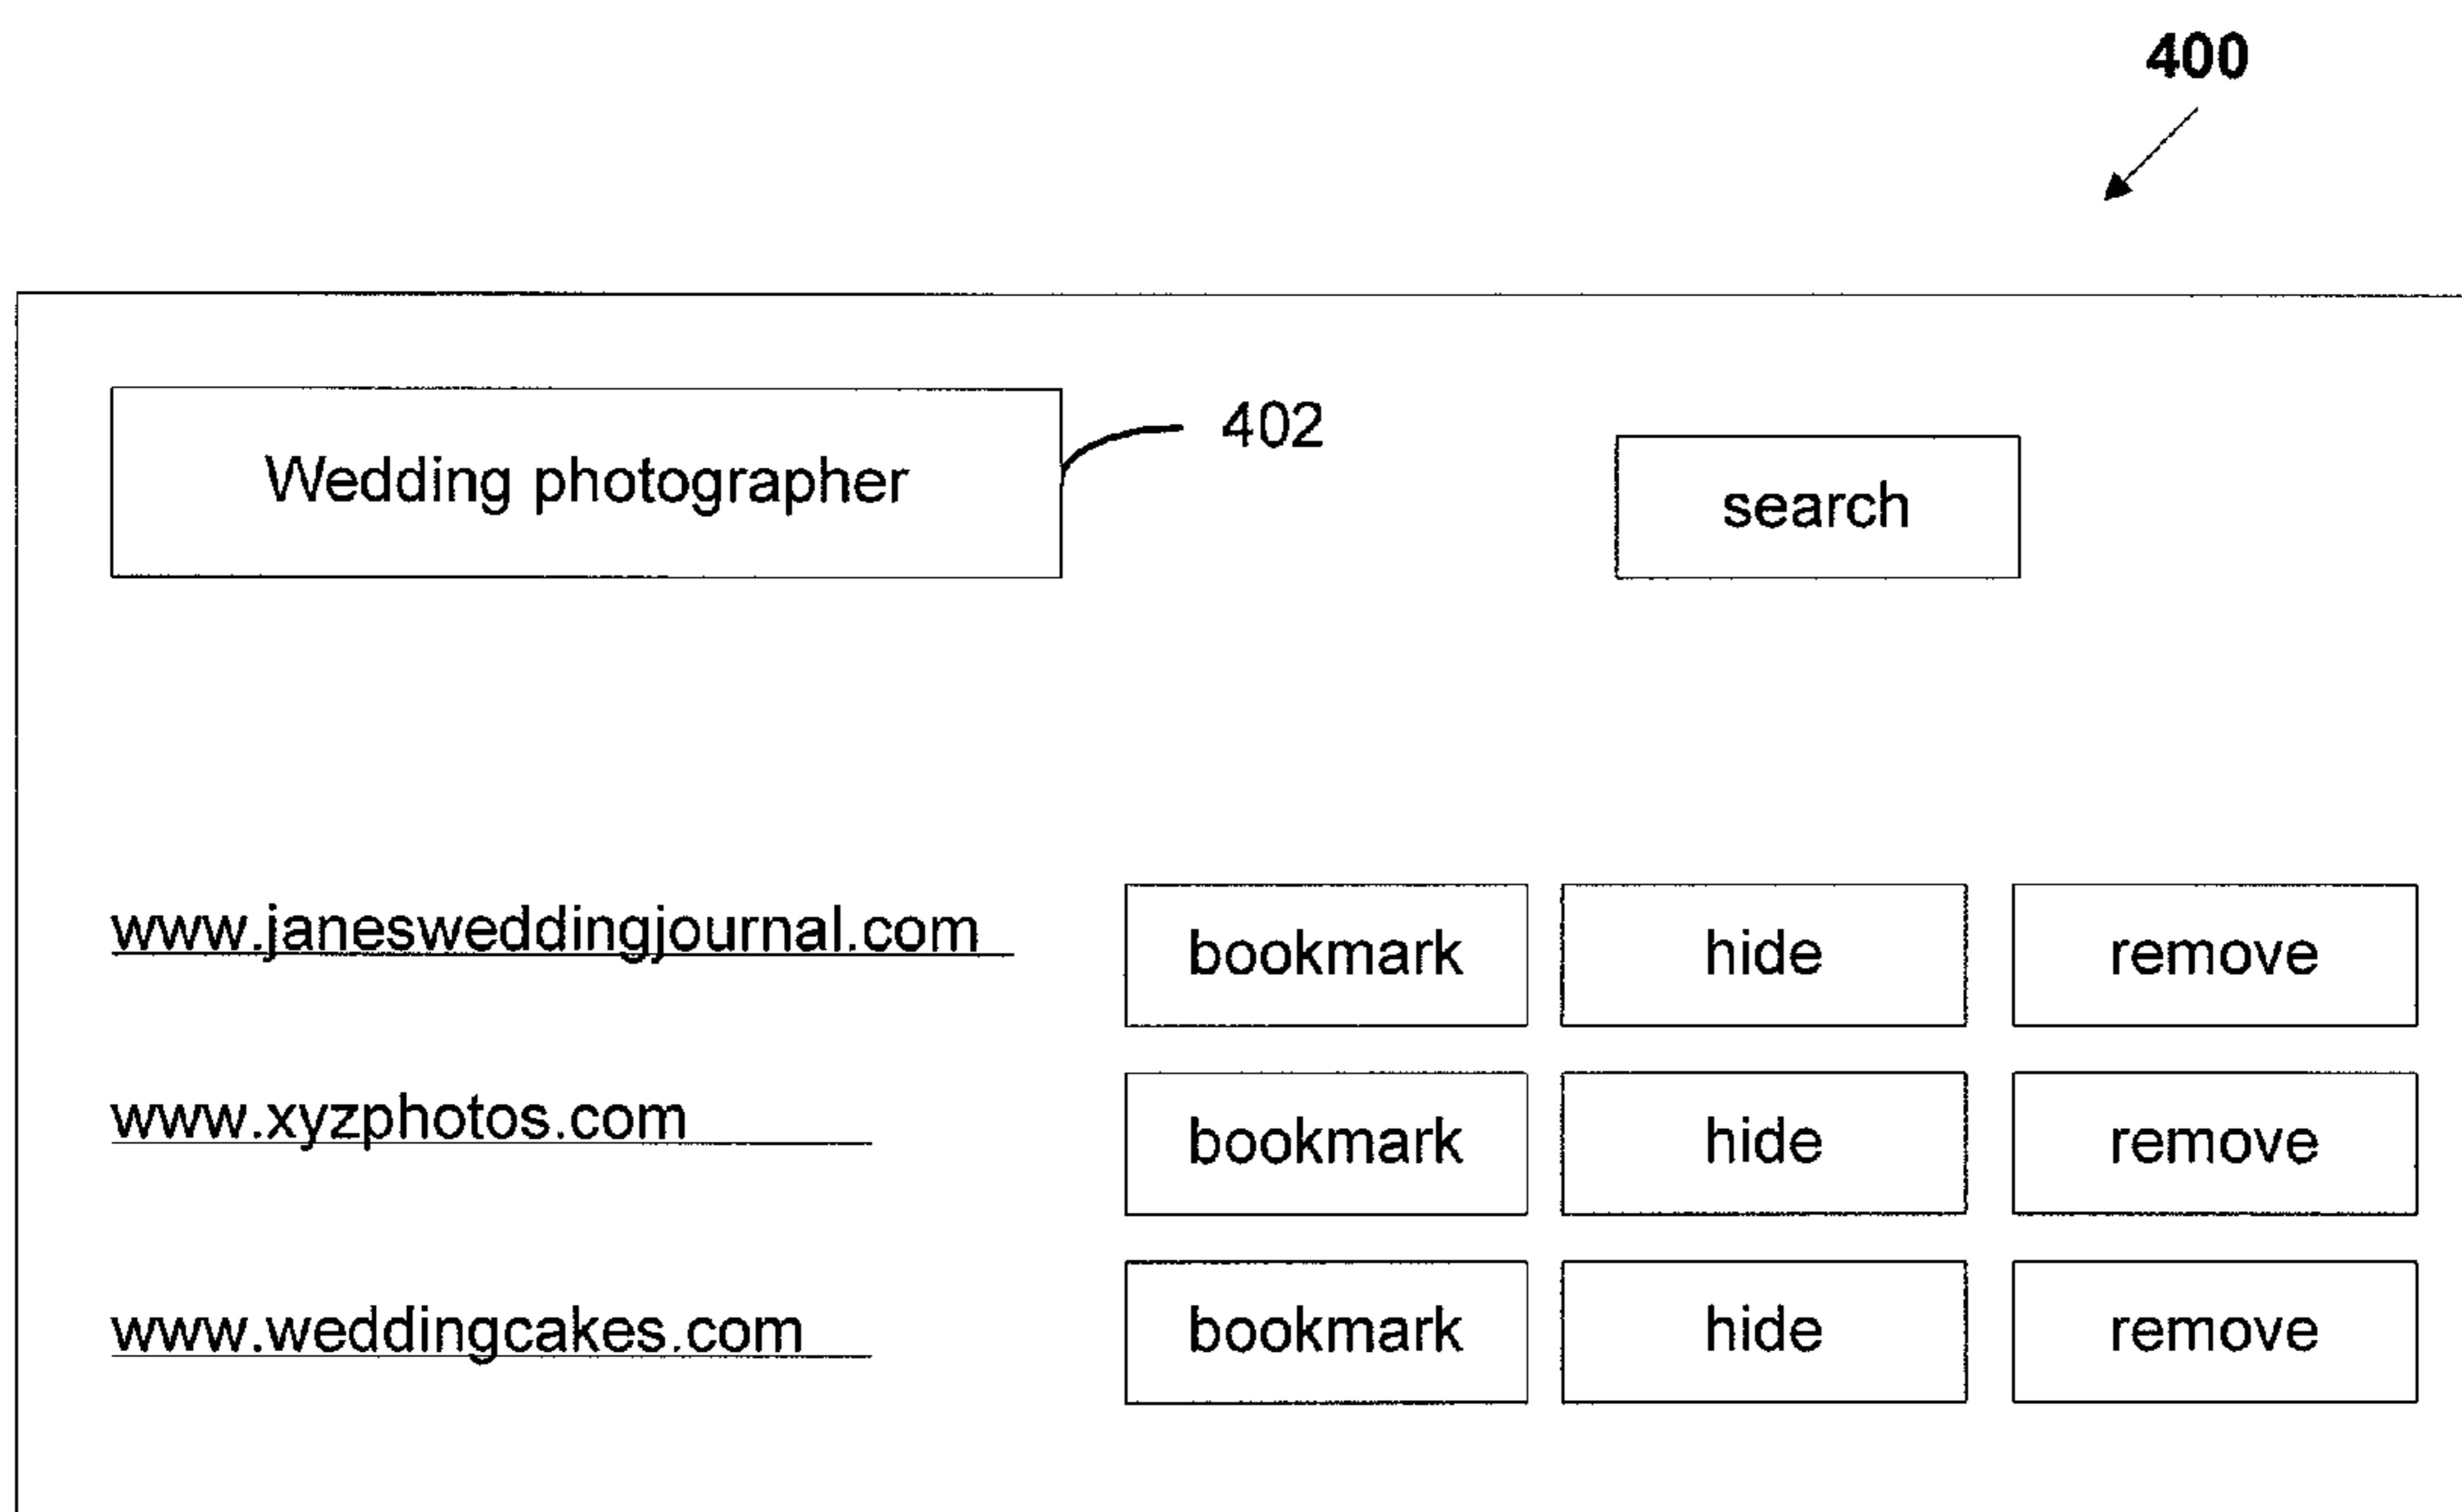 400
Wedding photographer 402
search
www.janesweddingjournal.com bookmark hide remove
www.xyzphotos.com bookmark hide remove
www.weddingcakes.com bookmark hide remove